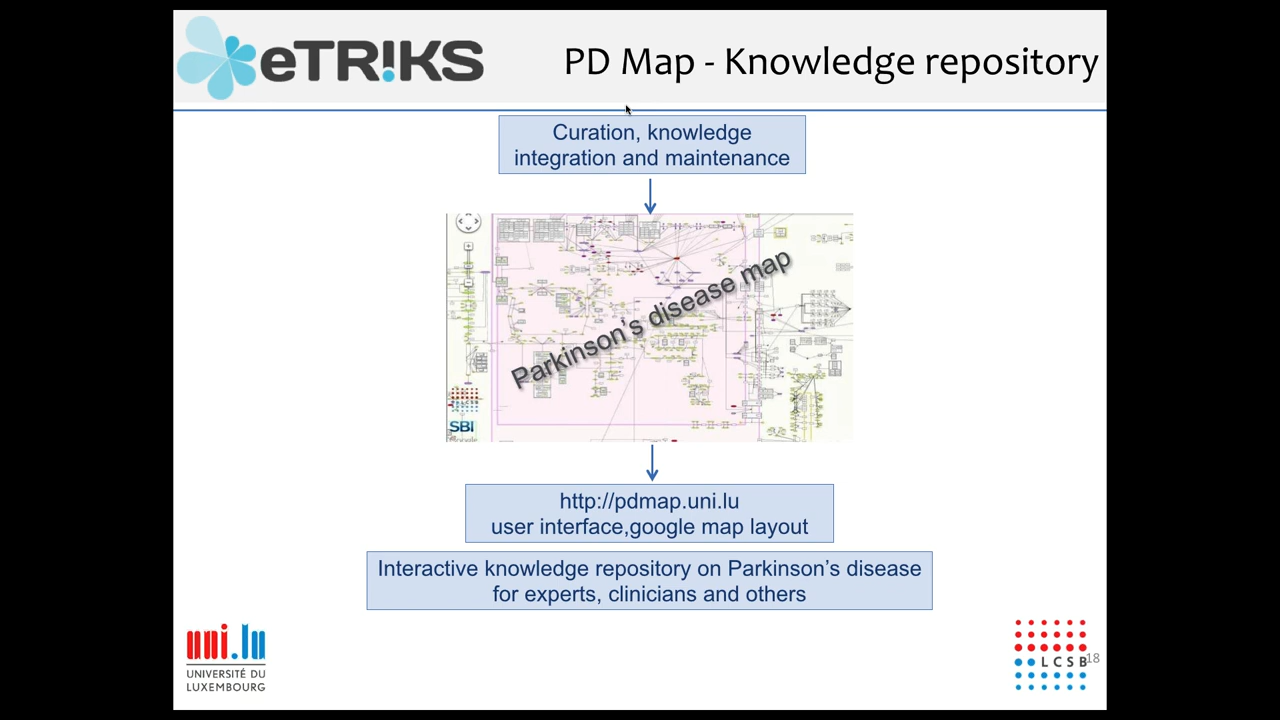 eTRIKS
PD Map - Knowledge repository
Curation, knowledge
integration and maintenance
Parkinson's disease map
SBI
http://pdmap.uni.lu
user interface,google map layout
Interactive knowledge repository on Parkinson's disease
for experts, clinicians and others
uni.lu
UNIVERSITÉ DU
LUXEMBOURG
LCSB
18